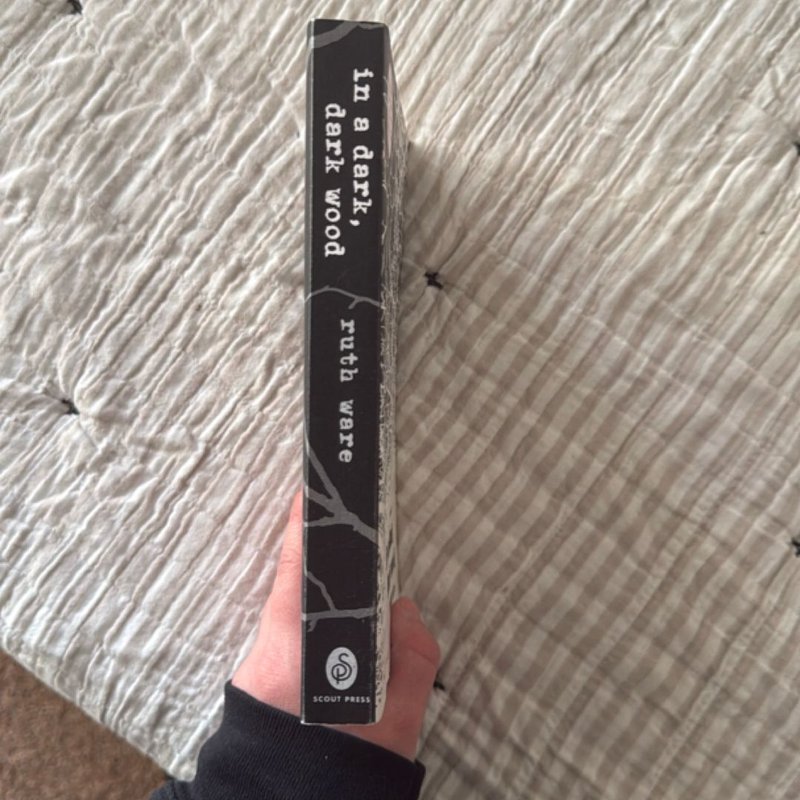 in a dark,
dark wood
ruth ware
SCOUT PRESS